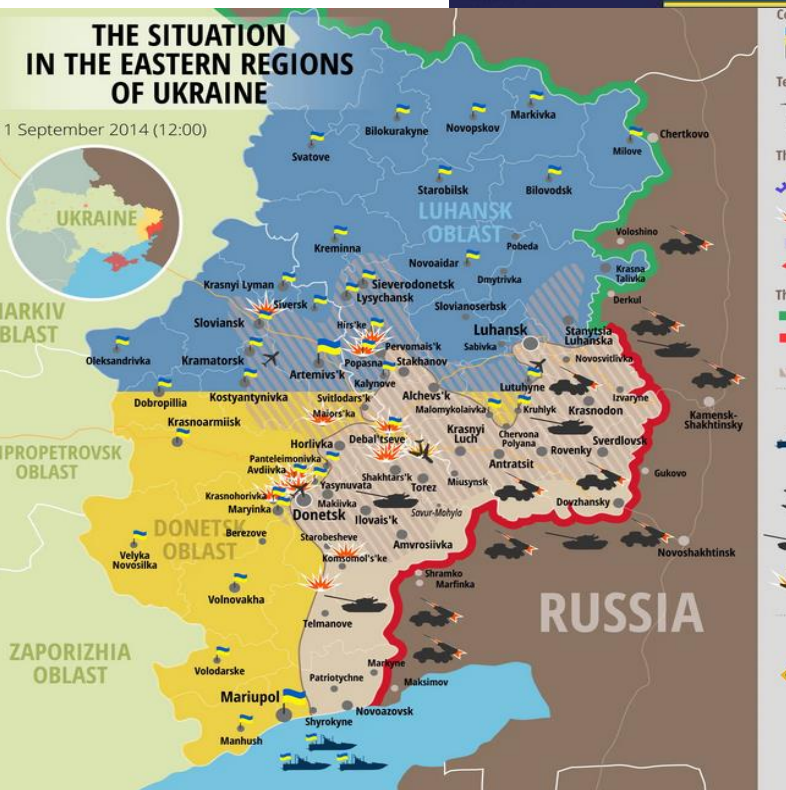 THE SITUATION
IN THE EASTERN REGIONS
OF UKRAINE
1 September 2014 (12:00)
UKRAINE
Markivka
Bilokurakyne
Novopskov
Chertkovo
Milove
Svatove
Starobilsk
Bilovodsk
LUHANSK
OBLAST
Voloshino
Kreminna
Pobeda
Novoaidar
Krasna
Talivka
Dmytrivka
Krasnyi Lyman
Sieverodonetsk
Lysychansk
Derkul
Siversk
Slovianoserbsk
ARKIV
BLAST
Sloviansk
Hirs'ke
Luhansk
Stanytsia
Luhanska
Pervomais'k
Sabivka
Oleksandrivka
Kramatorsk
Popasna
Stakhanov
Novosvitlivka
Artemivs'k
Kalynove
Lutuhyne
Kostyantynivka
Svitlodars'k
Alchevs'k
Izvaryne
Dobropillia
Malomykolaivka
Kruhlyk
Krasnodon
Kamensk-
Shakhtinsky
Krasnoarmiisk
Maiors'ka
Krasnyi
Luch
Chervona
Polyana
Sverdlovsk
Horlivka
Debal'tseve
Rovenky
IPROPETROVSK
OBLAST
Panteleimonivka
Avdiivka
Antratsit
Shakhtars'k
Gukovo
Yasynuvata
Torez
Miusynsk
Krasnohorivka
Makiivka
Dovzhansky
Maryinka
Donetsk
Savur-Mohyla
Ilovais'k
DONETSK
OBLAST
Berezove
Starobesheve
Amvrosiivka
Novoshakhtinsk
Velyka
Novosilka
Komsomol's'ke
Shramko
Marfinka
Volnovakha
RUSSIA
Telmanove
ZAPORIZHIA
OBLAST
Volodarske
Markyne
Patriotychne
Maksimov
Mariupol
Novoazovsk
Shyrokyne
Manhush